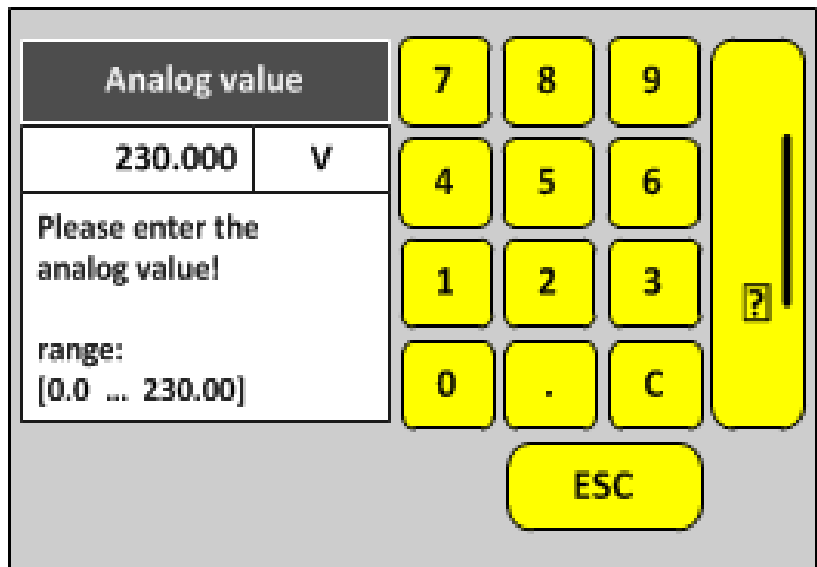 Analog value
230.000 V
Please enter the
analog value!
range:
[0.0 ... 230.00]
7 8 9
4 5 6
1 2 3
?
0 . C
ESC